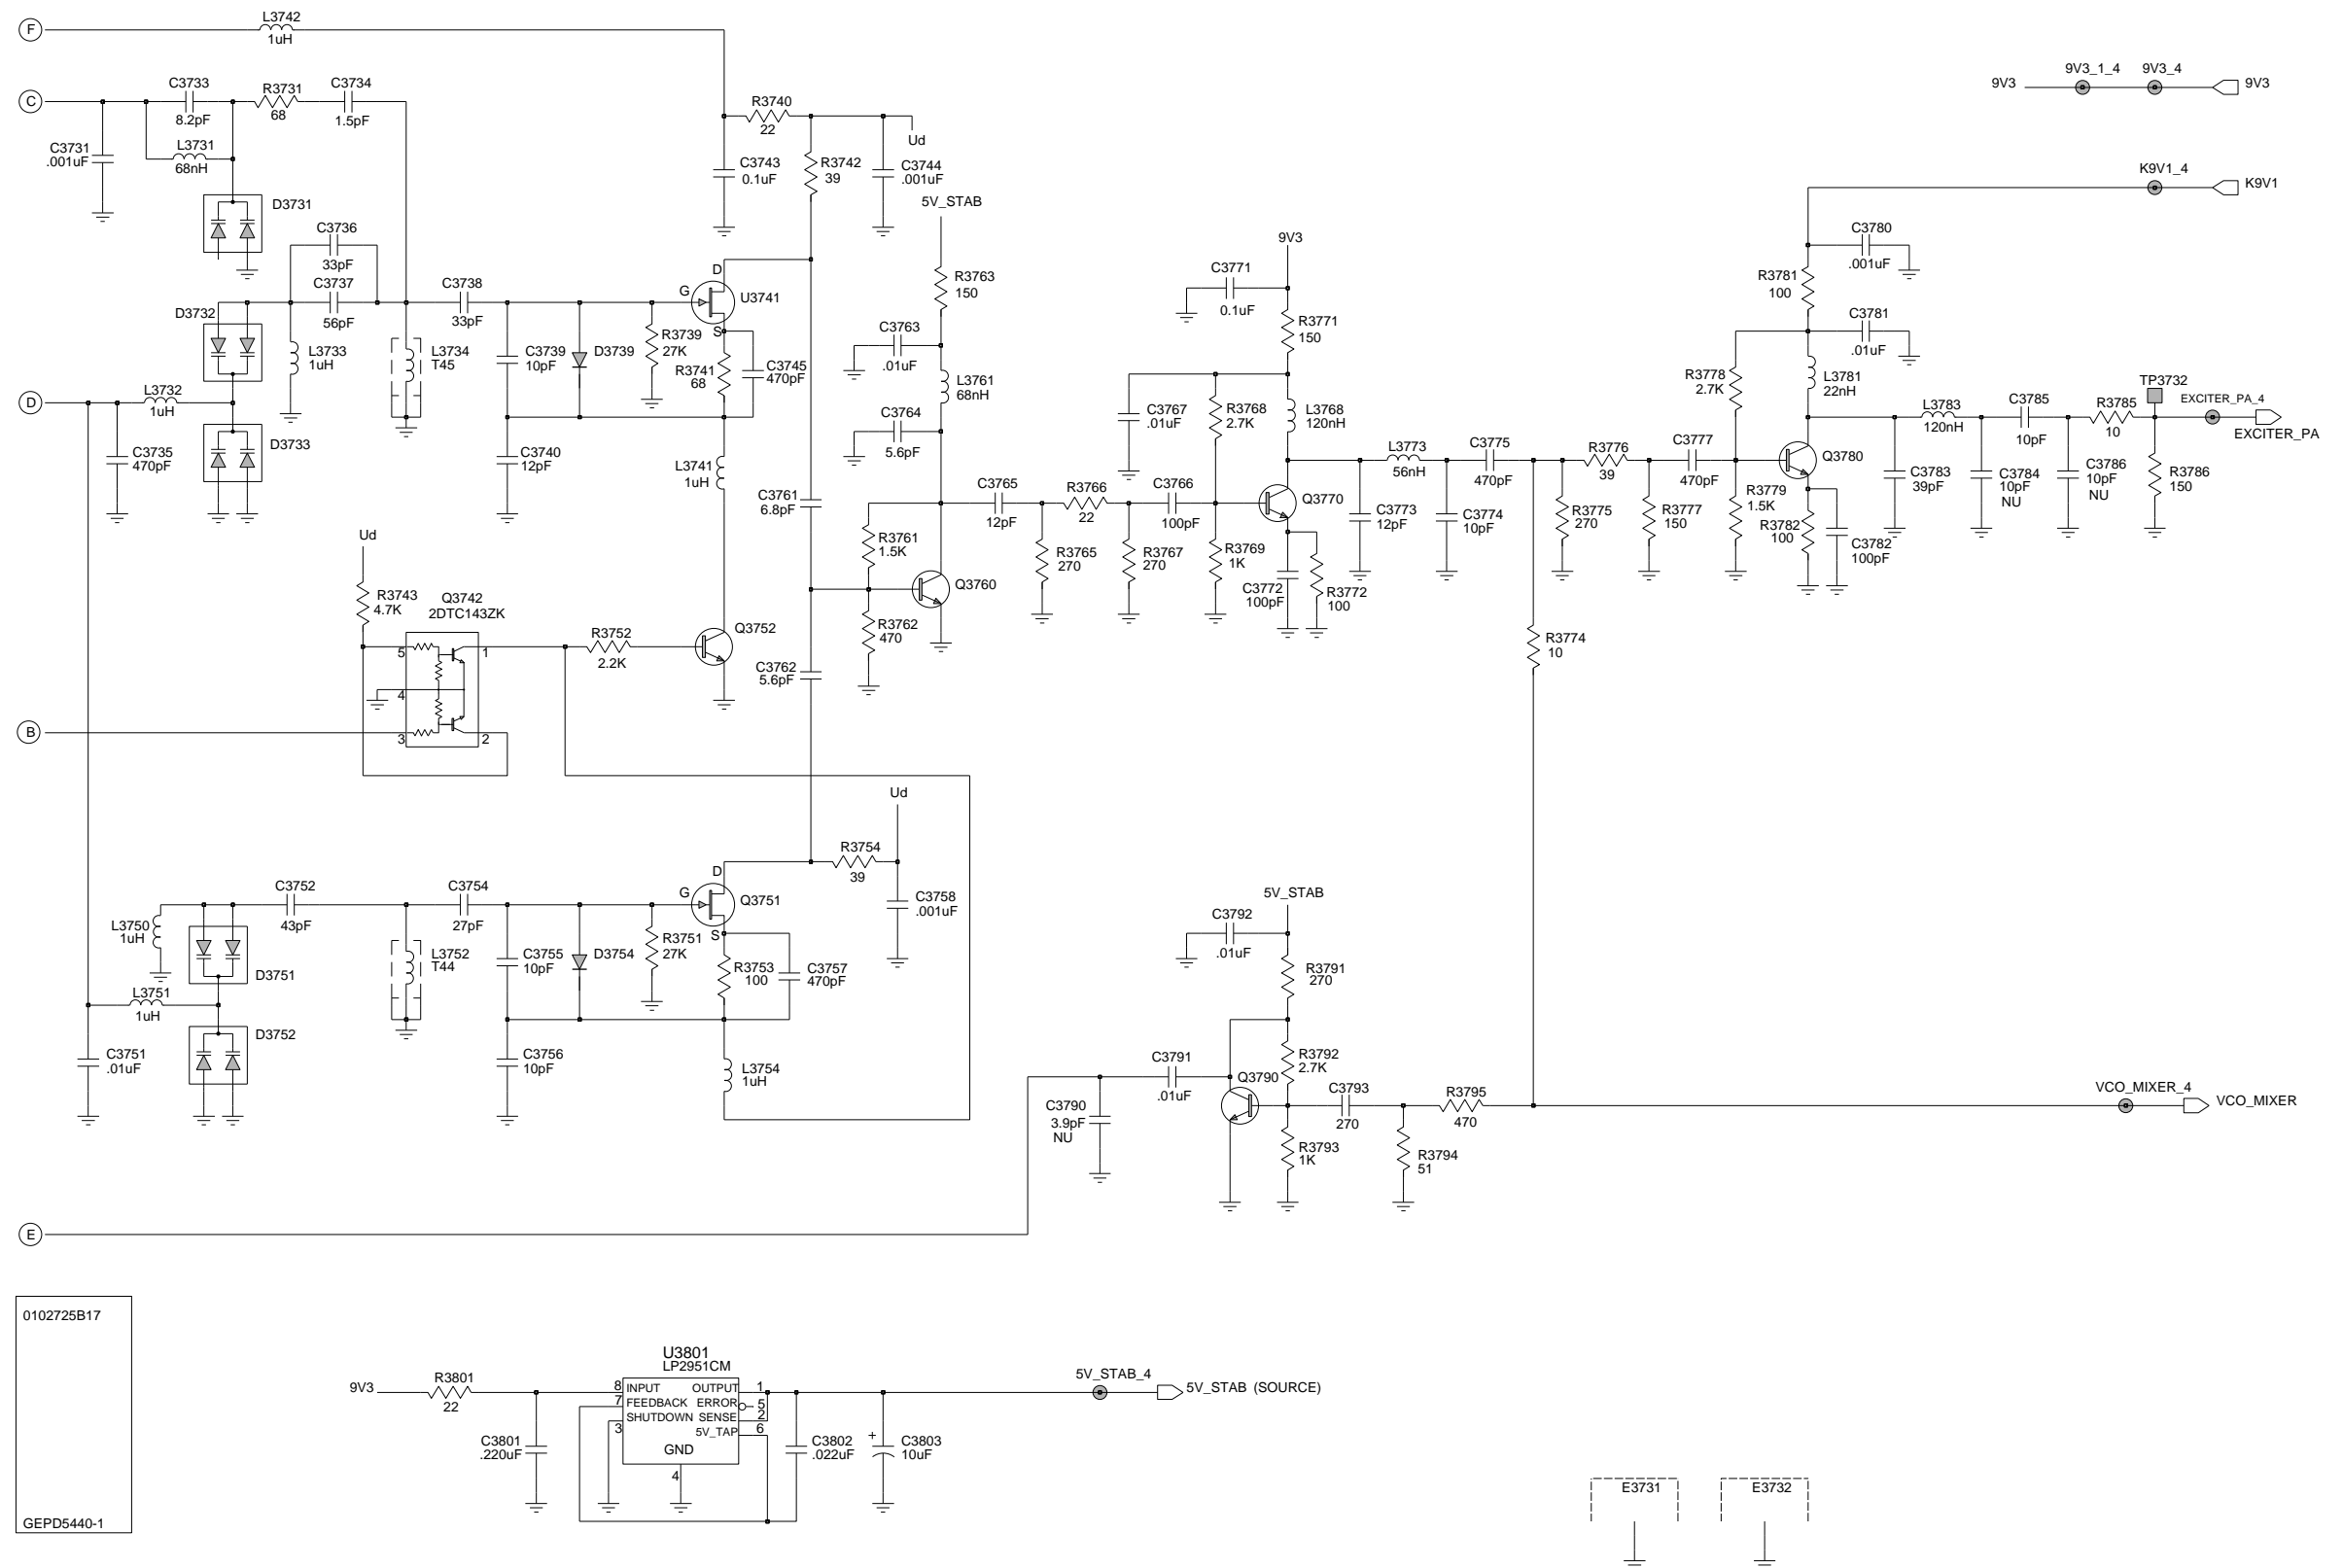 F
L3742
1uH
C
C3733
8.2pF
R3731
68
C3734
1.5pF
C3731
.001uF
L3731
68nH
D3731
R3740
22
Ud
C3743
0.1uF
R3742
39
C3744
.001uF
5V_STAB
9V3
9V3_1_4
9V3_4
9V3
K9V1_4
K9V1
C3736
33pF
C3737
56pF
C3738
33pF
D3732
L3733
1uH
L3734
T45
C3739
10pF
D3739
R3739
27K
G
D
S
U3741
R3741
68
C3745
470pF
R3763
150
C3763
.01uF
L3761
68nH
C3764
5.6pF
9V3
C3771
0.1uF
R3771
150
C3767
.01uF
R3768
2.7K
L3768
120nH
C3780
.001uF
R3781
100
C3781
.01uF
R3778
2.7K
L3781
22nH
D
L3732
1uH
C3735
470pF
D3733
C3740
12pF
L3741
1uH
C3761
6.8pF
R3761
1.5K
C3765
12pF
R3766
22
C3766
100pF
R3765
270
R3767
270
R3769
1K
Q3770
C3772
100pF
R3772
100
L3773
56nH
C3773
12pF
C3774
10pF
C3775
470pF
R3776
39
R3775
270
R3777
150
C3777
470pF
R3779
1.5K
Q3780
R3782
100
C3782
100pF
C3783
39pF
L3783
120nH
C3784
10pF
NU
C3785
10pF
C3786
10pF
NU
R3785
10
TP3732
EXCITER_PA_4
EXCITER_PA
R3786
150
Ud
R3743
4.7K
Q3742
2DTC143ZK
5
1
4
3
2
R3752
2.2K
Q3752
C3762
5.6pF
R3762
470
Q3760
R3774
10
B
Ud
R3754
39
C3758
.001uF
L3750
1uH
C3752
43pF
D3751
C3754
27pF
L3752
T44
C3755
10pF
D3754
R3751
27K
G
D
S
Q3751
R3753
100
C3757
470pF
L3751
1uH
C3751
.01uF
D3752
C3756
10pF
L3754
1uH
5V_STAB
C3792
.01uF
R3791
270
C3791
.01uF
R3792
2.7K
Q3790
C3790
3.9pF
NU
C3793
270
R3795
470
R3793
1K
R3794
51
VCO_MIXER_4
VCO_MIXER
E
0102725B17
GEPD5440-1
9V3
R3801
22
C3801
.220uF
U3801
LP2951CM
8 INPUT OUTPUT 1
7 FEEDBACK ERROR 5
SHUTDOWN SENSE 2
3 5V_TAP 6
GND
4
C3802
.022uF
+
C3803
10uF
5V_STAB_4
5V_STAB (SOURCE)
E3731
E3732